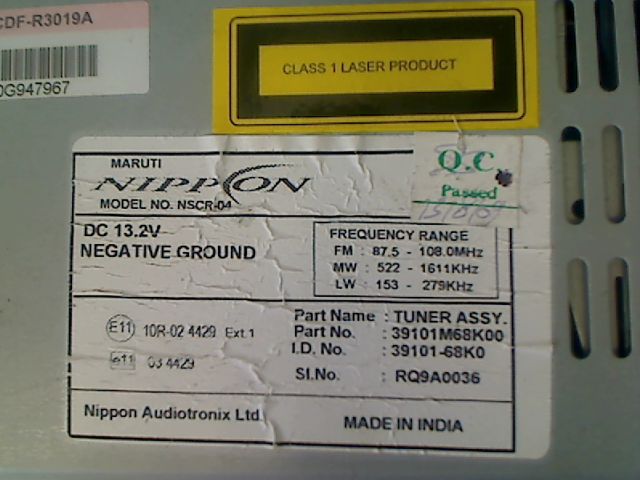 CDF-R3019A
0G947967
CLASS 1 LASER PRODUCT
MARUTI
NIPPON
MODEL NO. NSCR-04
Q.C
Passed
DC 13.2V
NEGATIVE GROUND
FREQUENCY RANGE
FM : 87.5 - 108.0MHz
MW : 522 - 1611KHz
LW : 153 - 279KHz
E11 10R-02 4429 Ext.1
e11 03 4429
Part Name : TUNER ASSY.
Part No. : 39101M68K00
I.D. No. : 39101-68K0
SI.No. : RQ9A0036
Nippon Audiotronix Ltd.
MADE IN INDIA